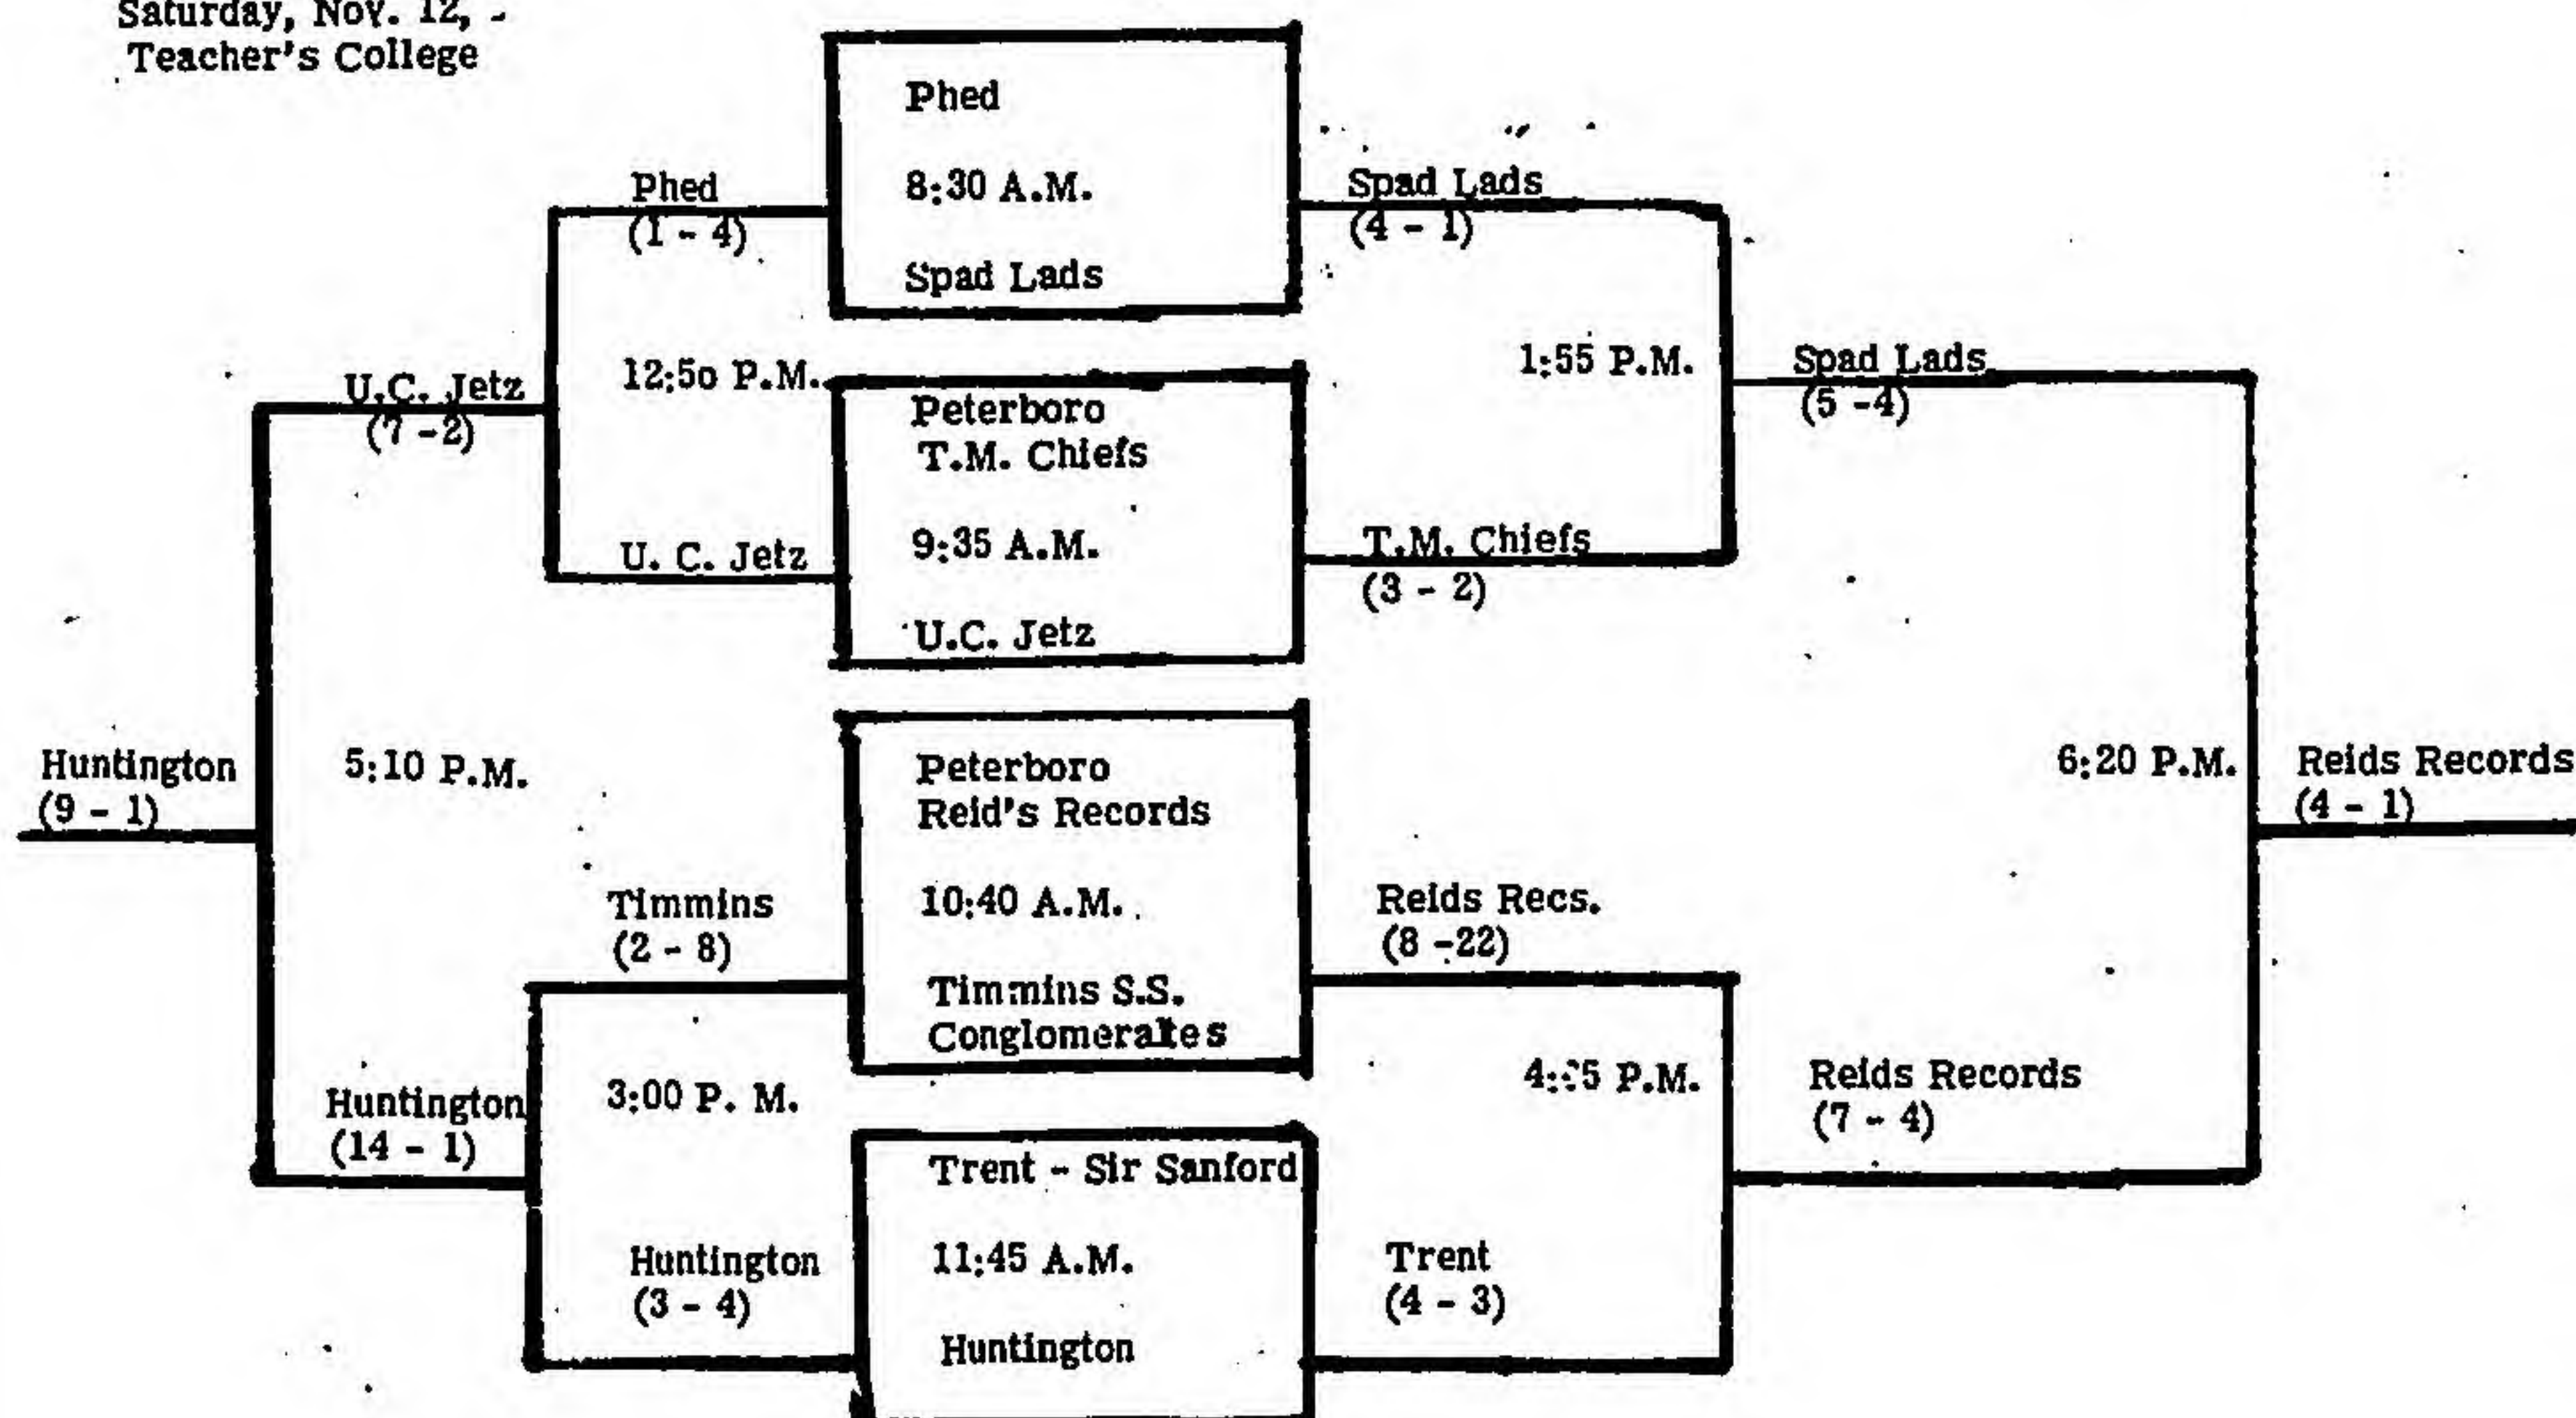 Saturday, Nov. 12,
Teacher's College
Phed
8:30 A.M.
Spad Lads
Phed
(1 - 4)
Spad Lads
(4 - 1)
12:50 P.M.
U.C. Jetz
(7 -2)
U. C. Jetz
Peterboro
T.M. Chiefs
9:35 A.M.
U.C. Jetz
1:55 P.M.
Spad Lads
(5 -4)
T.M. Chiefs
(3 - 2)
Huntington
(9 - 1)
5:10 P.M.
Peterboro
Reid's Records
10:40 A.M.
Timmins S.S.
Conglomerates
6:20 P.M.
Reids Records
(4 - 1)
Timmins
(2 - 8)
Reids Recs.
(8 -22)
Huntington
(14 - 1)
3:00 P. M.
P.M.
Reids Records
(7 - 4)
Trent - Sir Sanford
11:45 A.M.
Huntington
Huntington
(3 - 4)
Trent
(4 - 3)